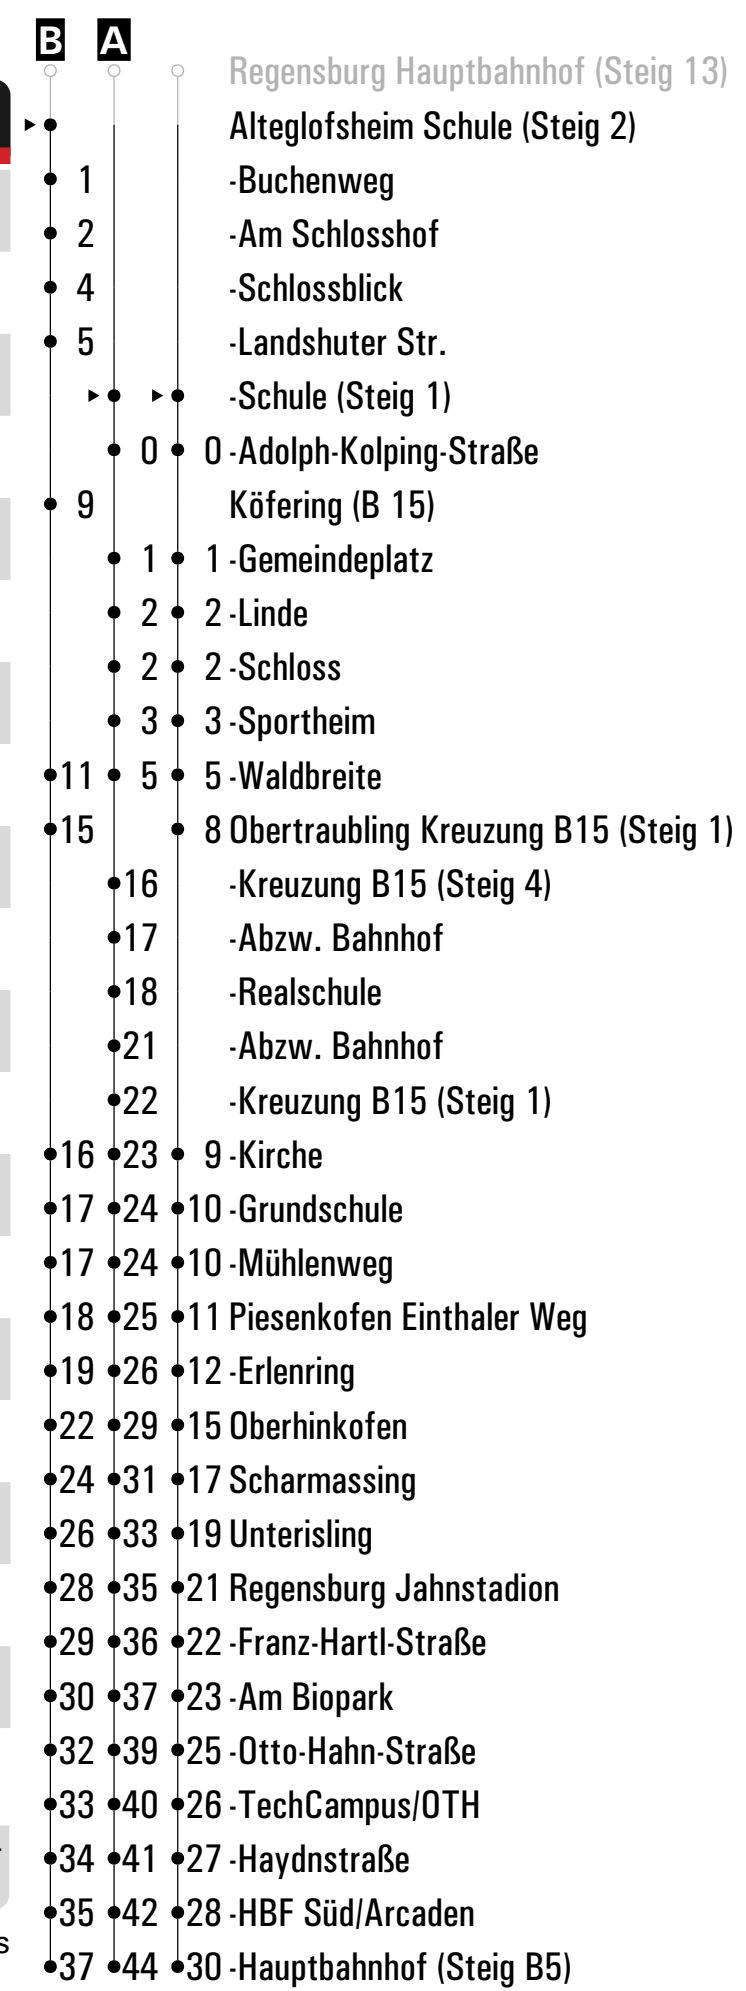 B A
Regensburg Hauptbahnhof (Steig 13)
Alteglofsheim Schule (Steig 2)
1 -Buchenweg
2 -Am Schlosshof
4 -Schlossblick
5 -Landshuter Str.
-Schule (Steig 1)
0 0 -Adolph-Kolping-Straße
9 Köfering (B 15)
1 1 -Gemeindeplatz
2 2 -Linde
2 2 -Schloss
3 3 -Sportheim
11 5 5 -Waldbreite
15 8 Obertraubling Kreuzung B15 (Steig 1)
16 -Kreuzung B15 (Steig 4)
17 -Abzw. Bahnhof
18 -Realschule
21 -Abzw. Bahnhof
22 -Kreuzung B15 (Steig 1)
16 23 9 -Kirche
17 24 10 -Grundschule
17 24 10 -Mühlenweg
18 25 11 Piesenkofen Einthaler Weg
19 26 12 -Erlenring
22 29 15 Oberhinkofen
24 31 17 Scharmassing
26 33 19 Unterisling
28 35 21 Regensburg Jahnstadion
29 36 22 -Franz-Hartl-Straße
30 37 23 -Am Biopark
32 39 25 -Otto-Hahn-Straße
33 40 26 -TechCampus/OTH
34 41 27 -Haydnstraße
35 42 28 -HBF Süd/Arcaden
s
37 44 30 -Hauptbahnhof (Steig B5)